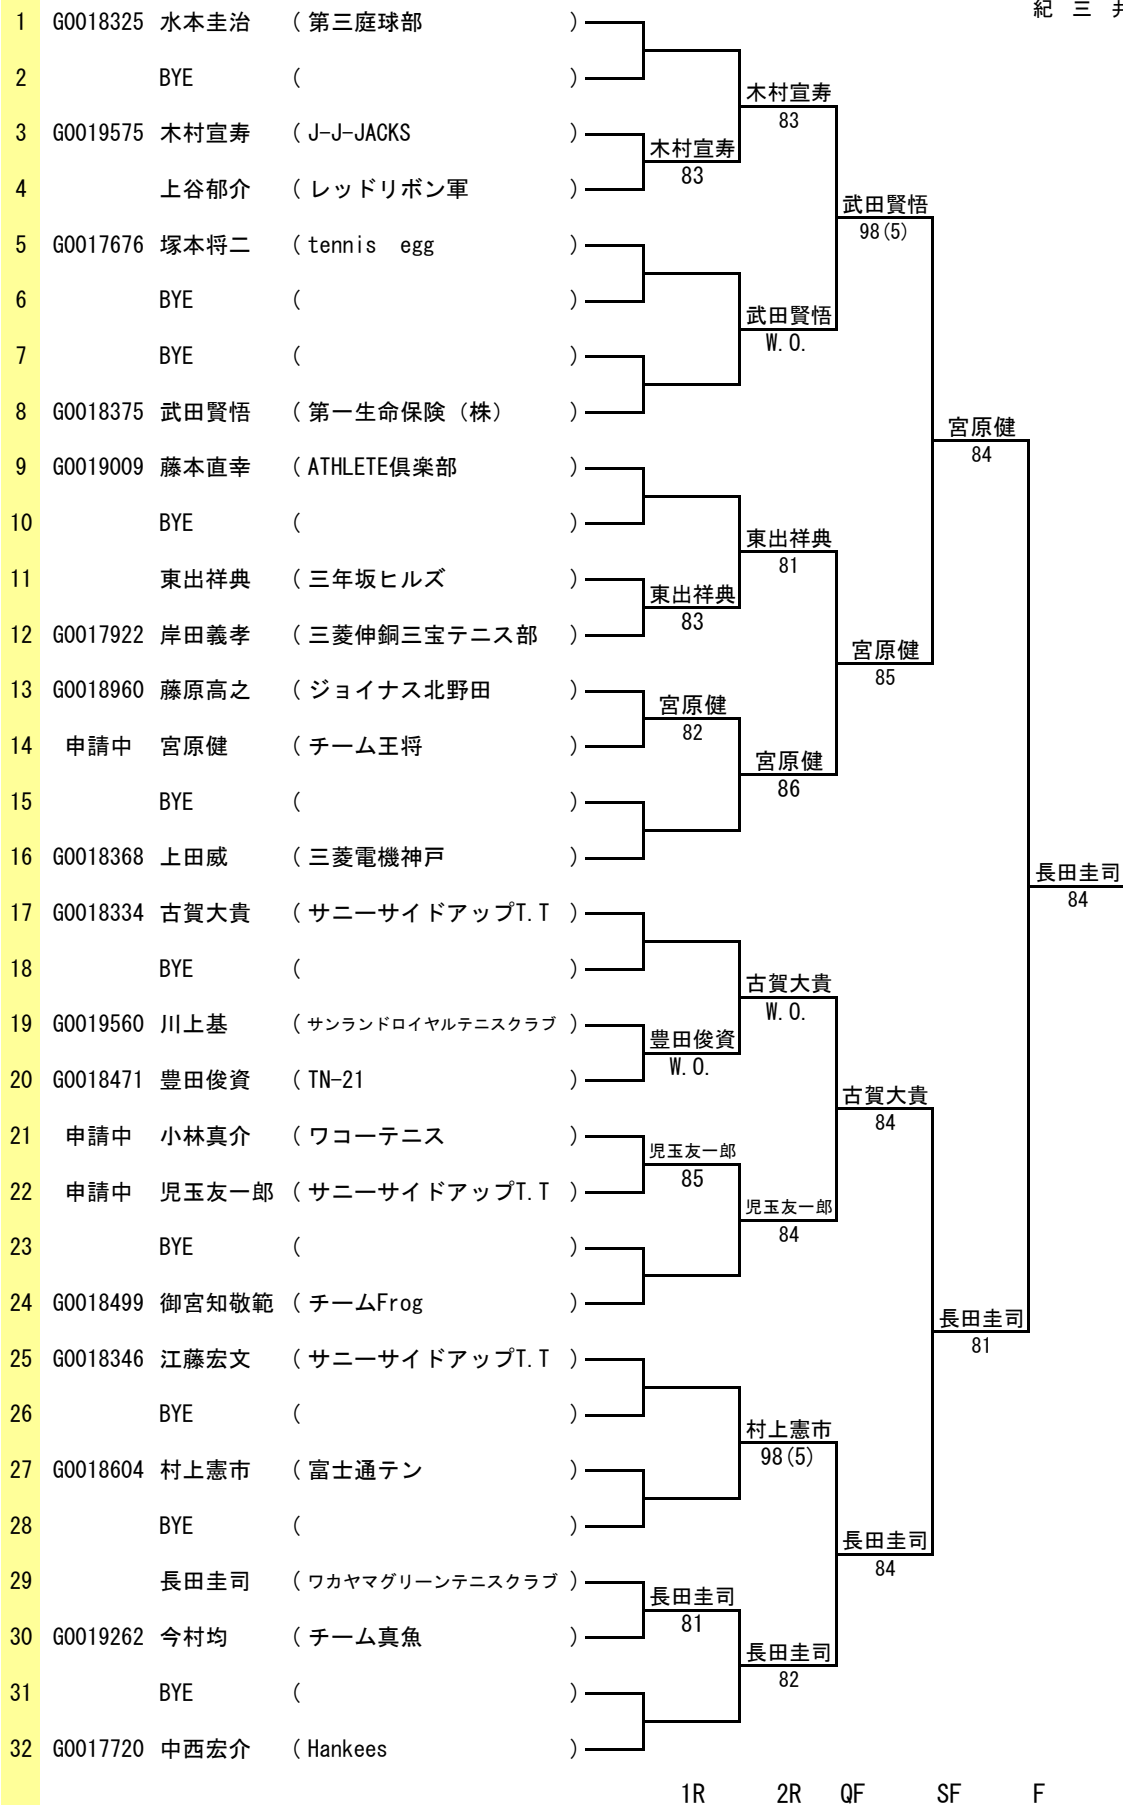 紀 三 井
1 G0018325 水本圭治 ( 第三庭球部 )
2 BYE ( )
木村宣寿
83
3 G0019575 木村宣寿 ( J-J-JACKS )
木村宣寿
83
4 上谷郁介 ( レッドリボン軍 )
武田賢悟
98(5)
5 G0017676 塚本将二 ( tennis egg )
6 BYE ( )
武田賢悟
W.O.
7 BYE ( )
8 G0018375 武田賢悟 ( 第一生命保険（株） )
宮原健
84
9 G0019009 藤本直幸 ( ATHLETE倶楽部 )
10 BYE ( )
東出祥典
81
11 東出祥典 ( 三年坂ヒルズ )
東出祥典
83
12 G0017922 岸田義孝 ( 三菱伸銅三宝テニス部 )
宮原健
85
13 G0018960 藤原高之 ( ジョイナス北野田 )
宮原健
82
14 申請中 宮原健 ( チーム王将 )
宮原健
86
15 BYE ( )
16 G0018368 上田威 ( 三菱電機神戸 )
長田圭司
84
17 G0018334 古賀大貴 ( サニーサイドアップT.T )
18 BYE ( )
古賀大貴
W.O.
19 G0019560 川上基 ( サンランドロイヤルテニスクラブ )
豊田俊資
W.O.
20 G0018471 豊田俊資 ( TN-21 )
古賀大貴
84
21 申請中 小林真介 ( ワコーテニス )
児玉友一郎
85
22 申請中 児玉友一郎 ( サニーサイドアップT.T )
児玉友一郎
84
23 BYE ( )
24 G0018499 御宮知敬範 ( チームFrog )
長田圭司
81
25 G0018346 江藤宏文 ( サニーサイドアップT.T )
26 BYE ( )
村上憲市
98(5)
27 G0018604 村上憲市 ( 富士通テン )
28 BYE ( )
長田圭司
84
29 長田圭司 ( ワカヤマグリーンテニスクラブ )
長田圭司
81
30 G0019262 今村均 ( チーム真魚 )
長田圭司
82
31 BYE ( )
32 G0017720 中西宏介 ( Hankees )
1R 2R QF SF F